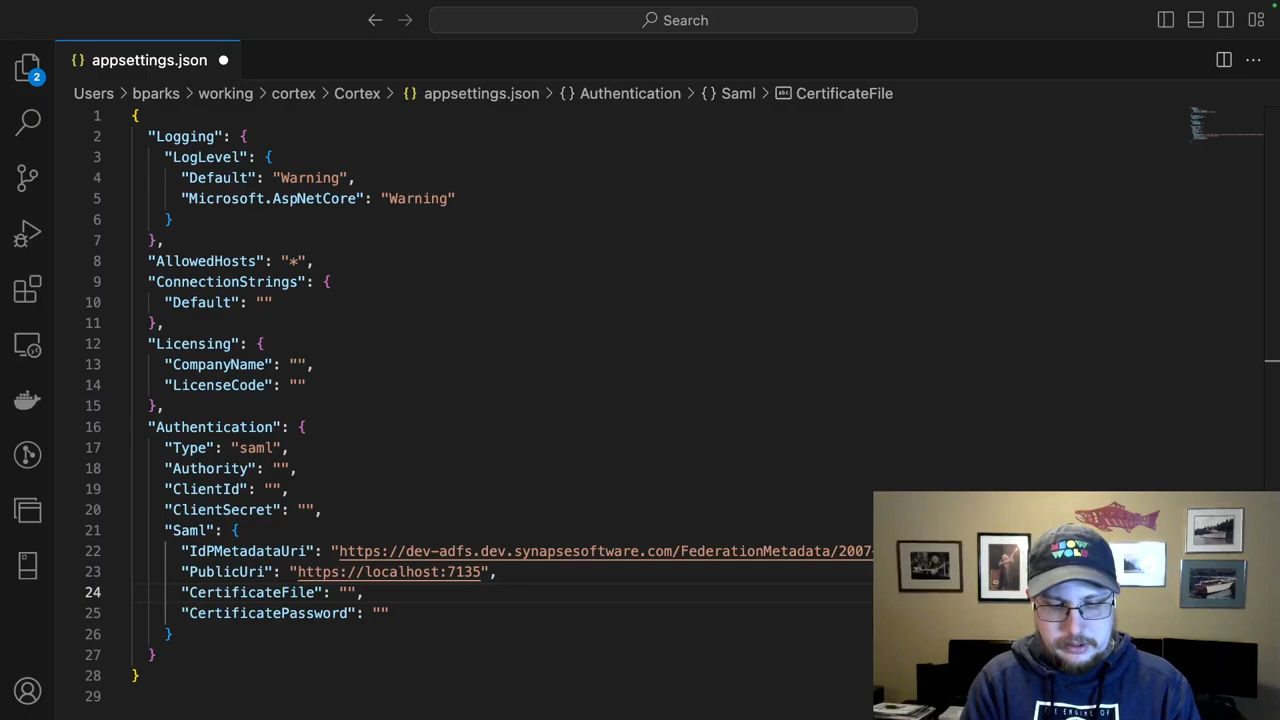 Search
2
appsettings.json
Users > bparks > working > cortex > Cortex > {} appsettings.json > {} Authentication > {} Saml > CertificateFile
1 {
2 "Logging": {
3 "LogLevel": {
4 "Default": "Warning",
5 "Microsoft.AspNetCore": "Warning"
6 }
7 },
8 "AllowedHosts": "*",
9 "ConnectionStrings": {
10 "Default": ""
11 },
12 "Licensing": {
13 "CompanyName": "",
14 "LicenseCode": ""
15 },
16 "Authentication": {
17 "Type": "saml",
18 "Authority": "",
19 "ClientId": "",
20 "ClientSecret": "",
21 "Saml": {
22 "IdPMetadataUri": "https://dev-adfs.dev.synapsesoftware.com/FederationMetadata/2007-
23 "PublicUri": "https://localhost:7135",
24 "CertificateFile": "",
25 "CertificatePassword": ""
26 }
27 }
28 }
29
THE ENGINE OF